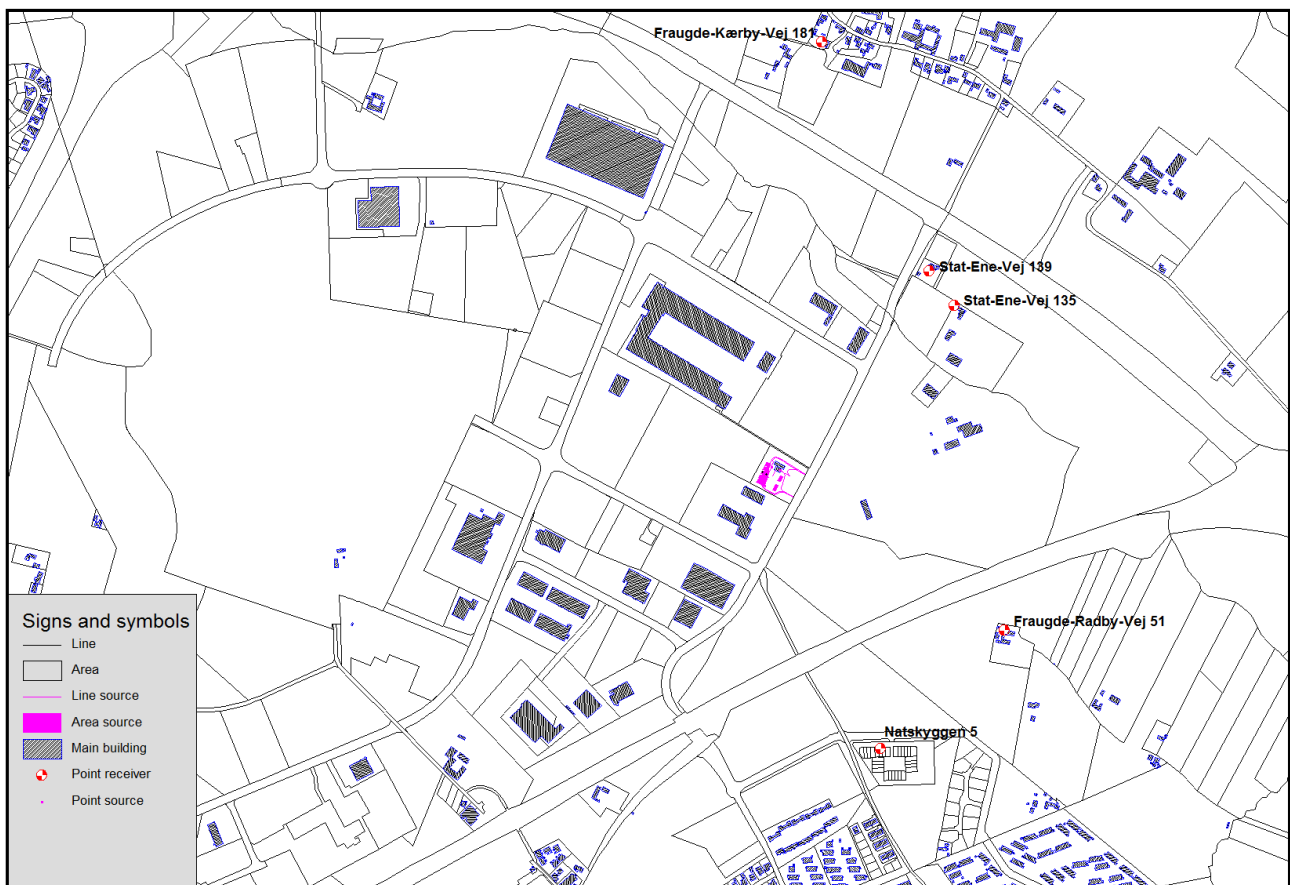 Fraugde-Kærby-Vej 181
Stat-Ene-Vej 139
Stat-Ene-Vej 135
Fraugde-Radby-Vej 51
Natskyggen 5
Signs and symbols
Line
Area
Line source
Area source
Main building
Point receiver
Point source